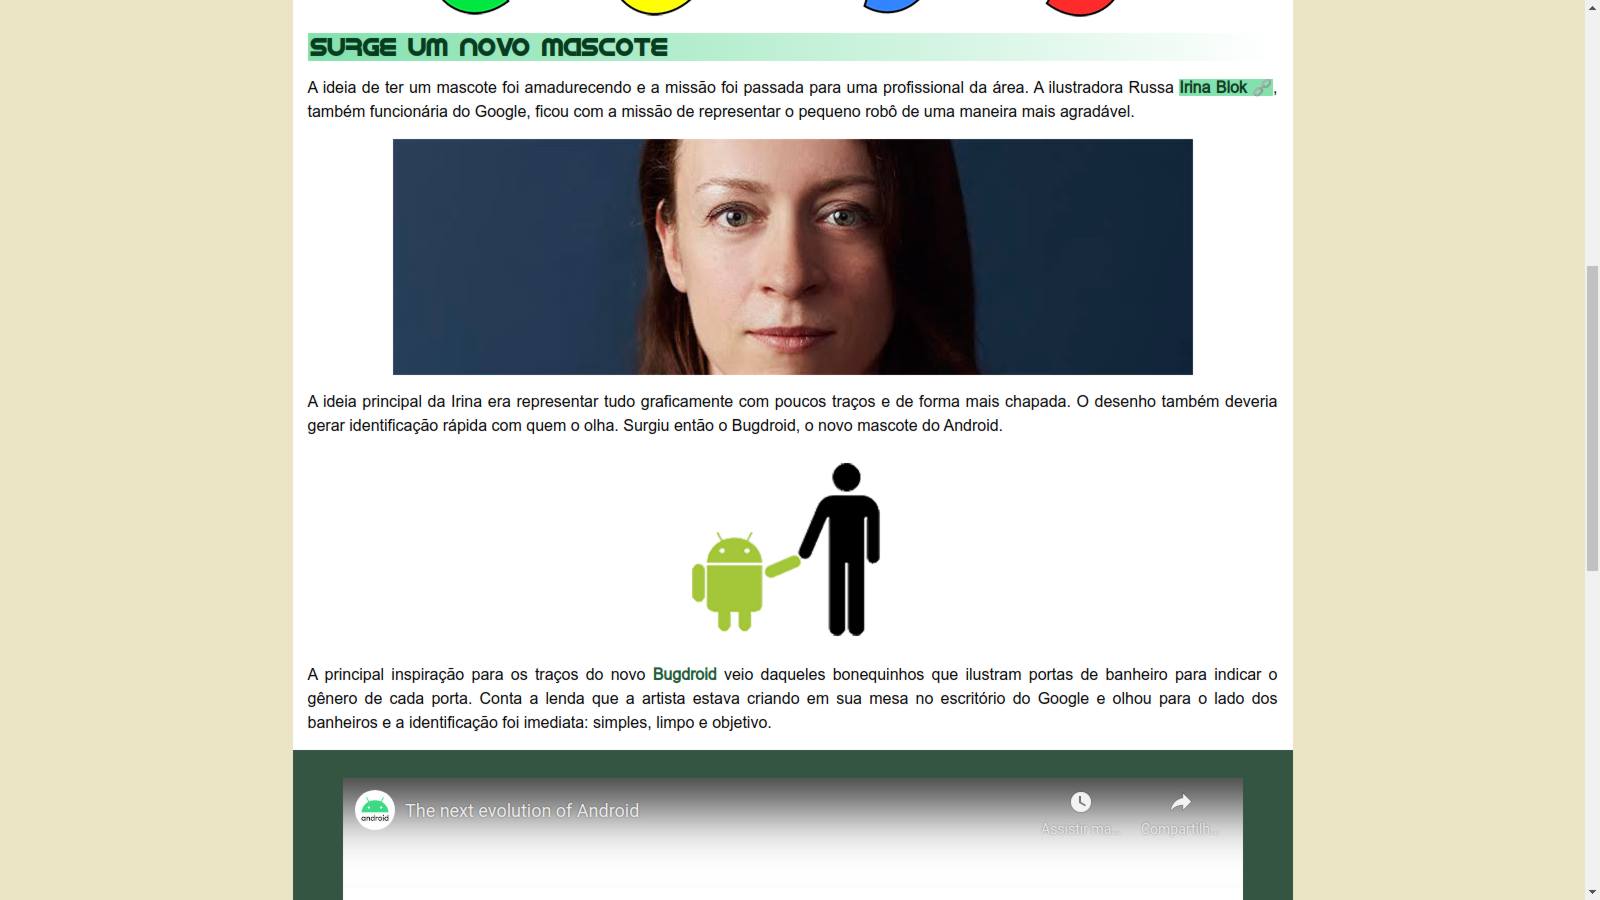 SURGE UM NOVO MASCOTE
A ideia de ter um mascote foi amadurecendo e a missão foi passada para uma profissional da área. A ilustradora Russa Irina Blok 🔗,
também funcionária do Google, ficou com a missão de representar o pequeno robô de uma maneira mais agradável.
A ideia principal da Irina era representar tudo graficamente com poucos traços e de forma mais chapada. O desenho também deveria
gerar identificação rápida com quem o olha. Surgiu então o Bugdroid, o novo mascote do Android.
A principal inspiração para os traços do novo Bugdroid veio daqueles bonequinhos que ilustram portas de banheiro para indicar o
gênero de cada porta. Conta a lenda que a artista estava criando em sua mesa no escritório do Google e olhou para o lado dos
banheiros e a identificação foi imediata: simples, limpo e objetivo.
android
The next evolution of Android
Assistir ma...
Compartilh...